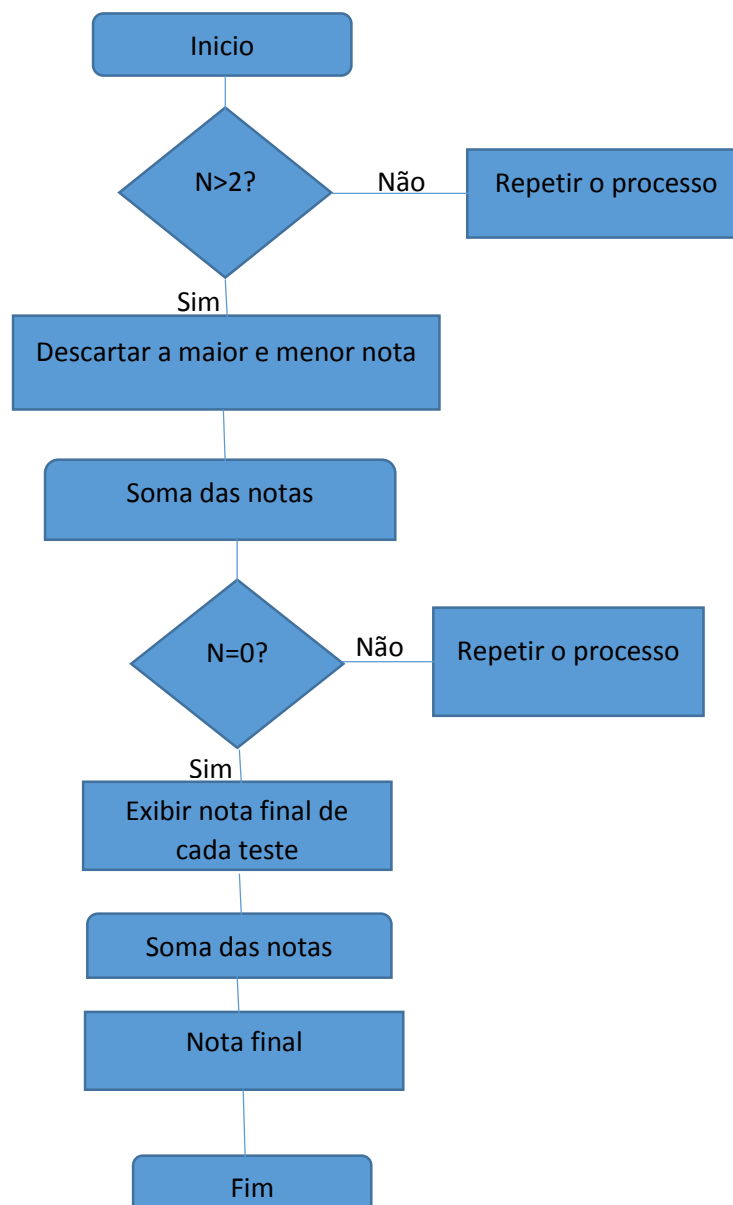 Inicio
N>2?
Não
Repetir o processo
Sim
Descartar a maior e menor nota
Soma das notas
N=0?
Não
Repetir o processo
Sim
Exibir nota final de
cada teste
Soma das notas
Nota final
Fim